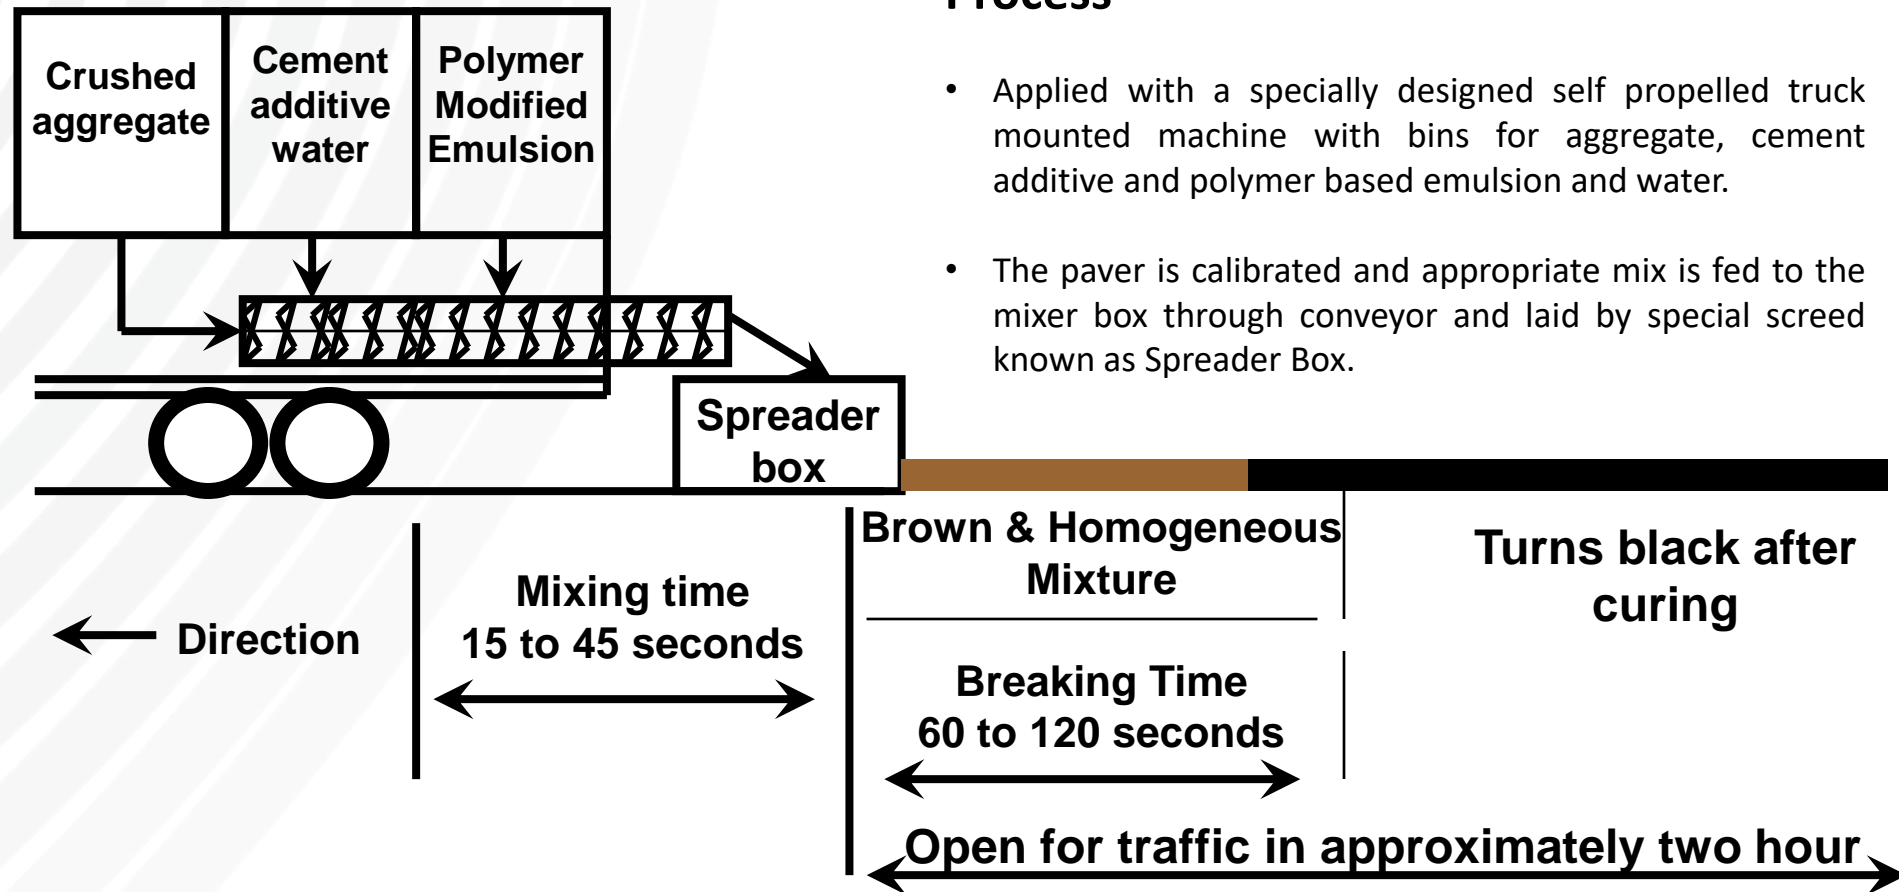 Process
Crushed
aggregate
Cement
additive
water
Polymer
Modified
Emulsion
• Applied with a specially designed self propelled truck
mounted machine with bins for aggregate, cement
additive and polymer based emulsion and water.
• The paver is calibrated and appropriate mix is fed to the
mixer box through conveyor and laid by special screed
known as Spreader Box.
Spreader
box
Brown & Homogeneous
Mixture
Turns black after
curing
Direction
Mixing time
15 to 45 seconds
Breaking Time
60 to 120 seconds
Open for traffic in approximately two hour